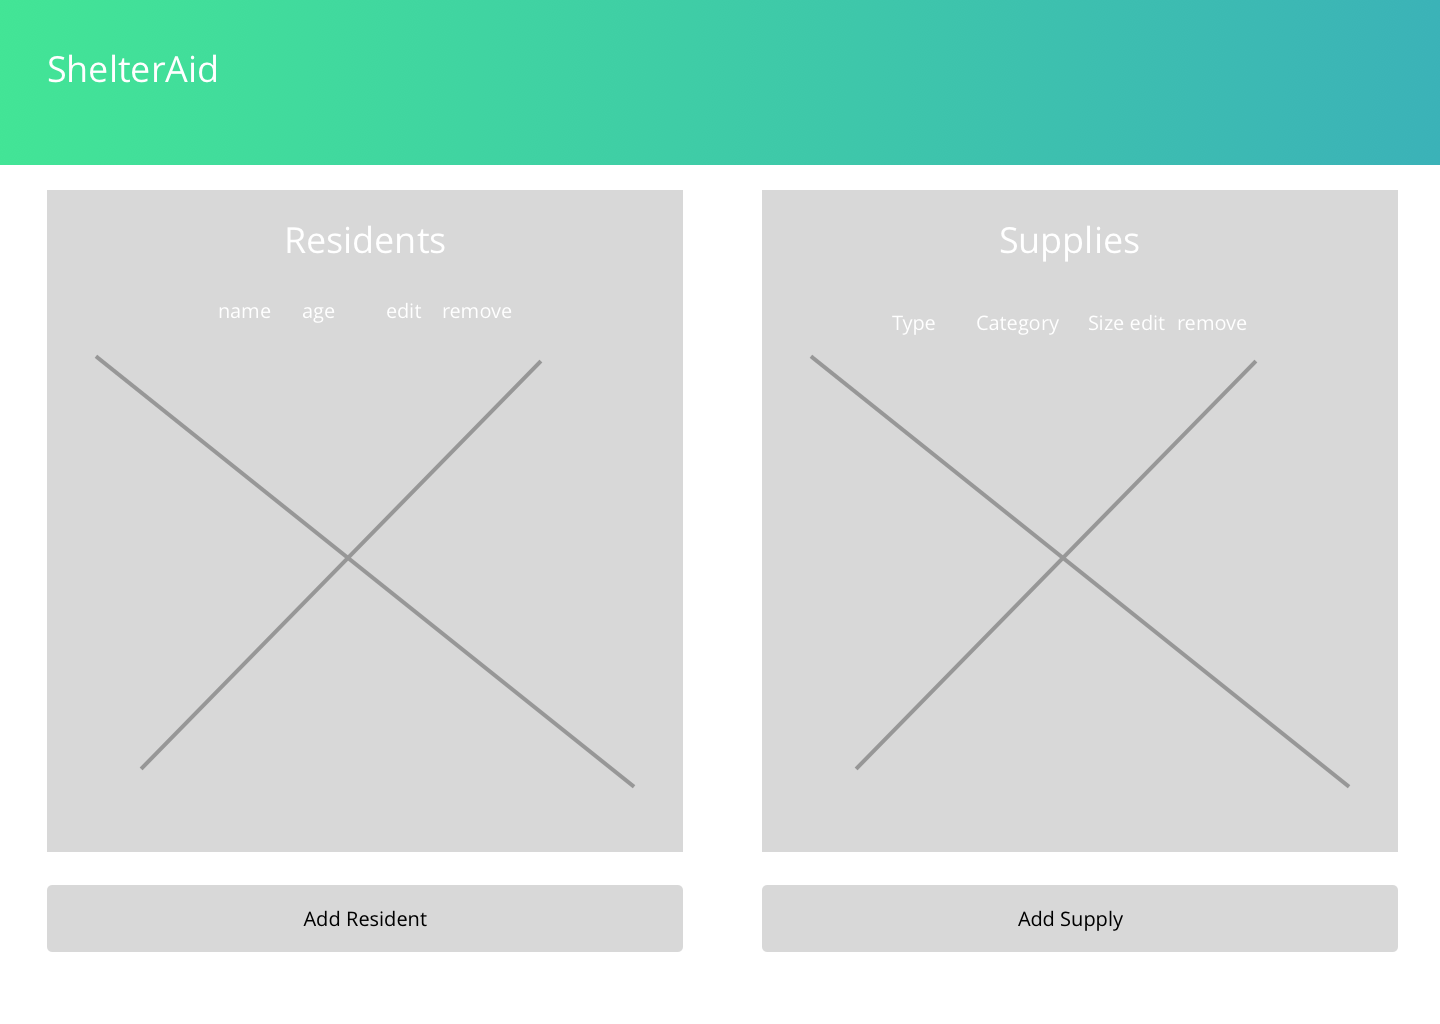 ShelterAid
Residents
name age edit remove
Add Resident
Supplies
Type Category Size edit remove
Add Supply